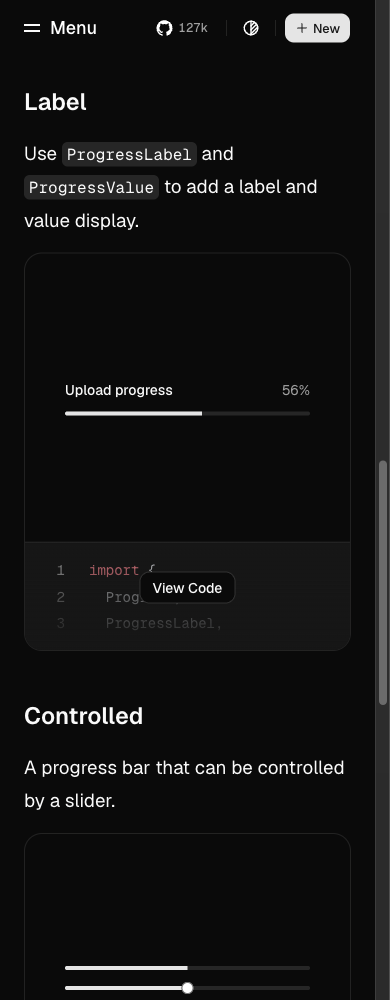 Menu
127k
+ New
Label
Use ProgressLabel and
ProgressValue to add a label and
value display.
Upload progress 56%
1 import {
View Code
2
3 ProgressLabel,
Controlled
A progress bar that can be controlled
by a slider.